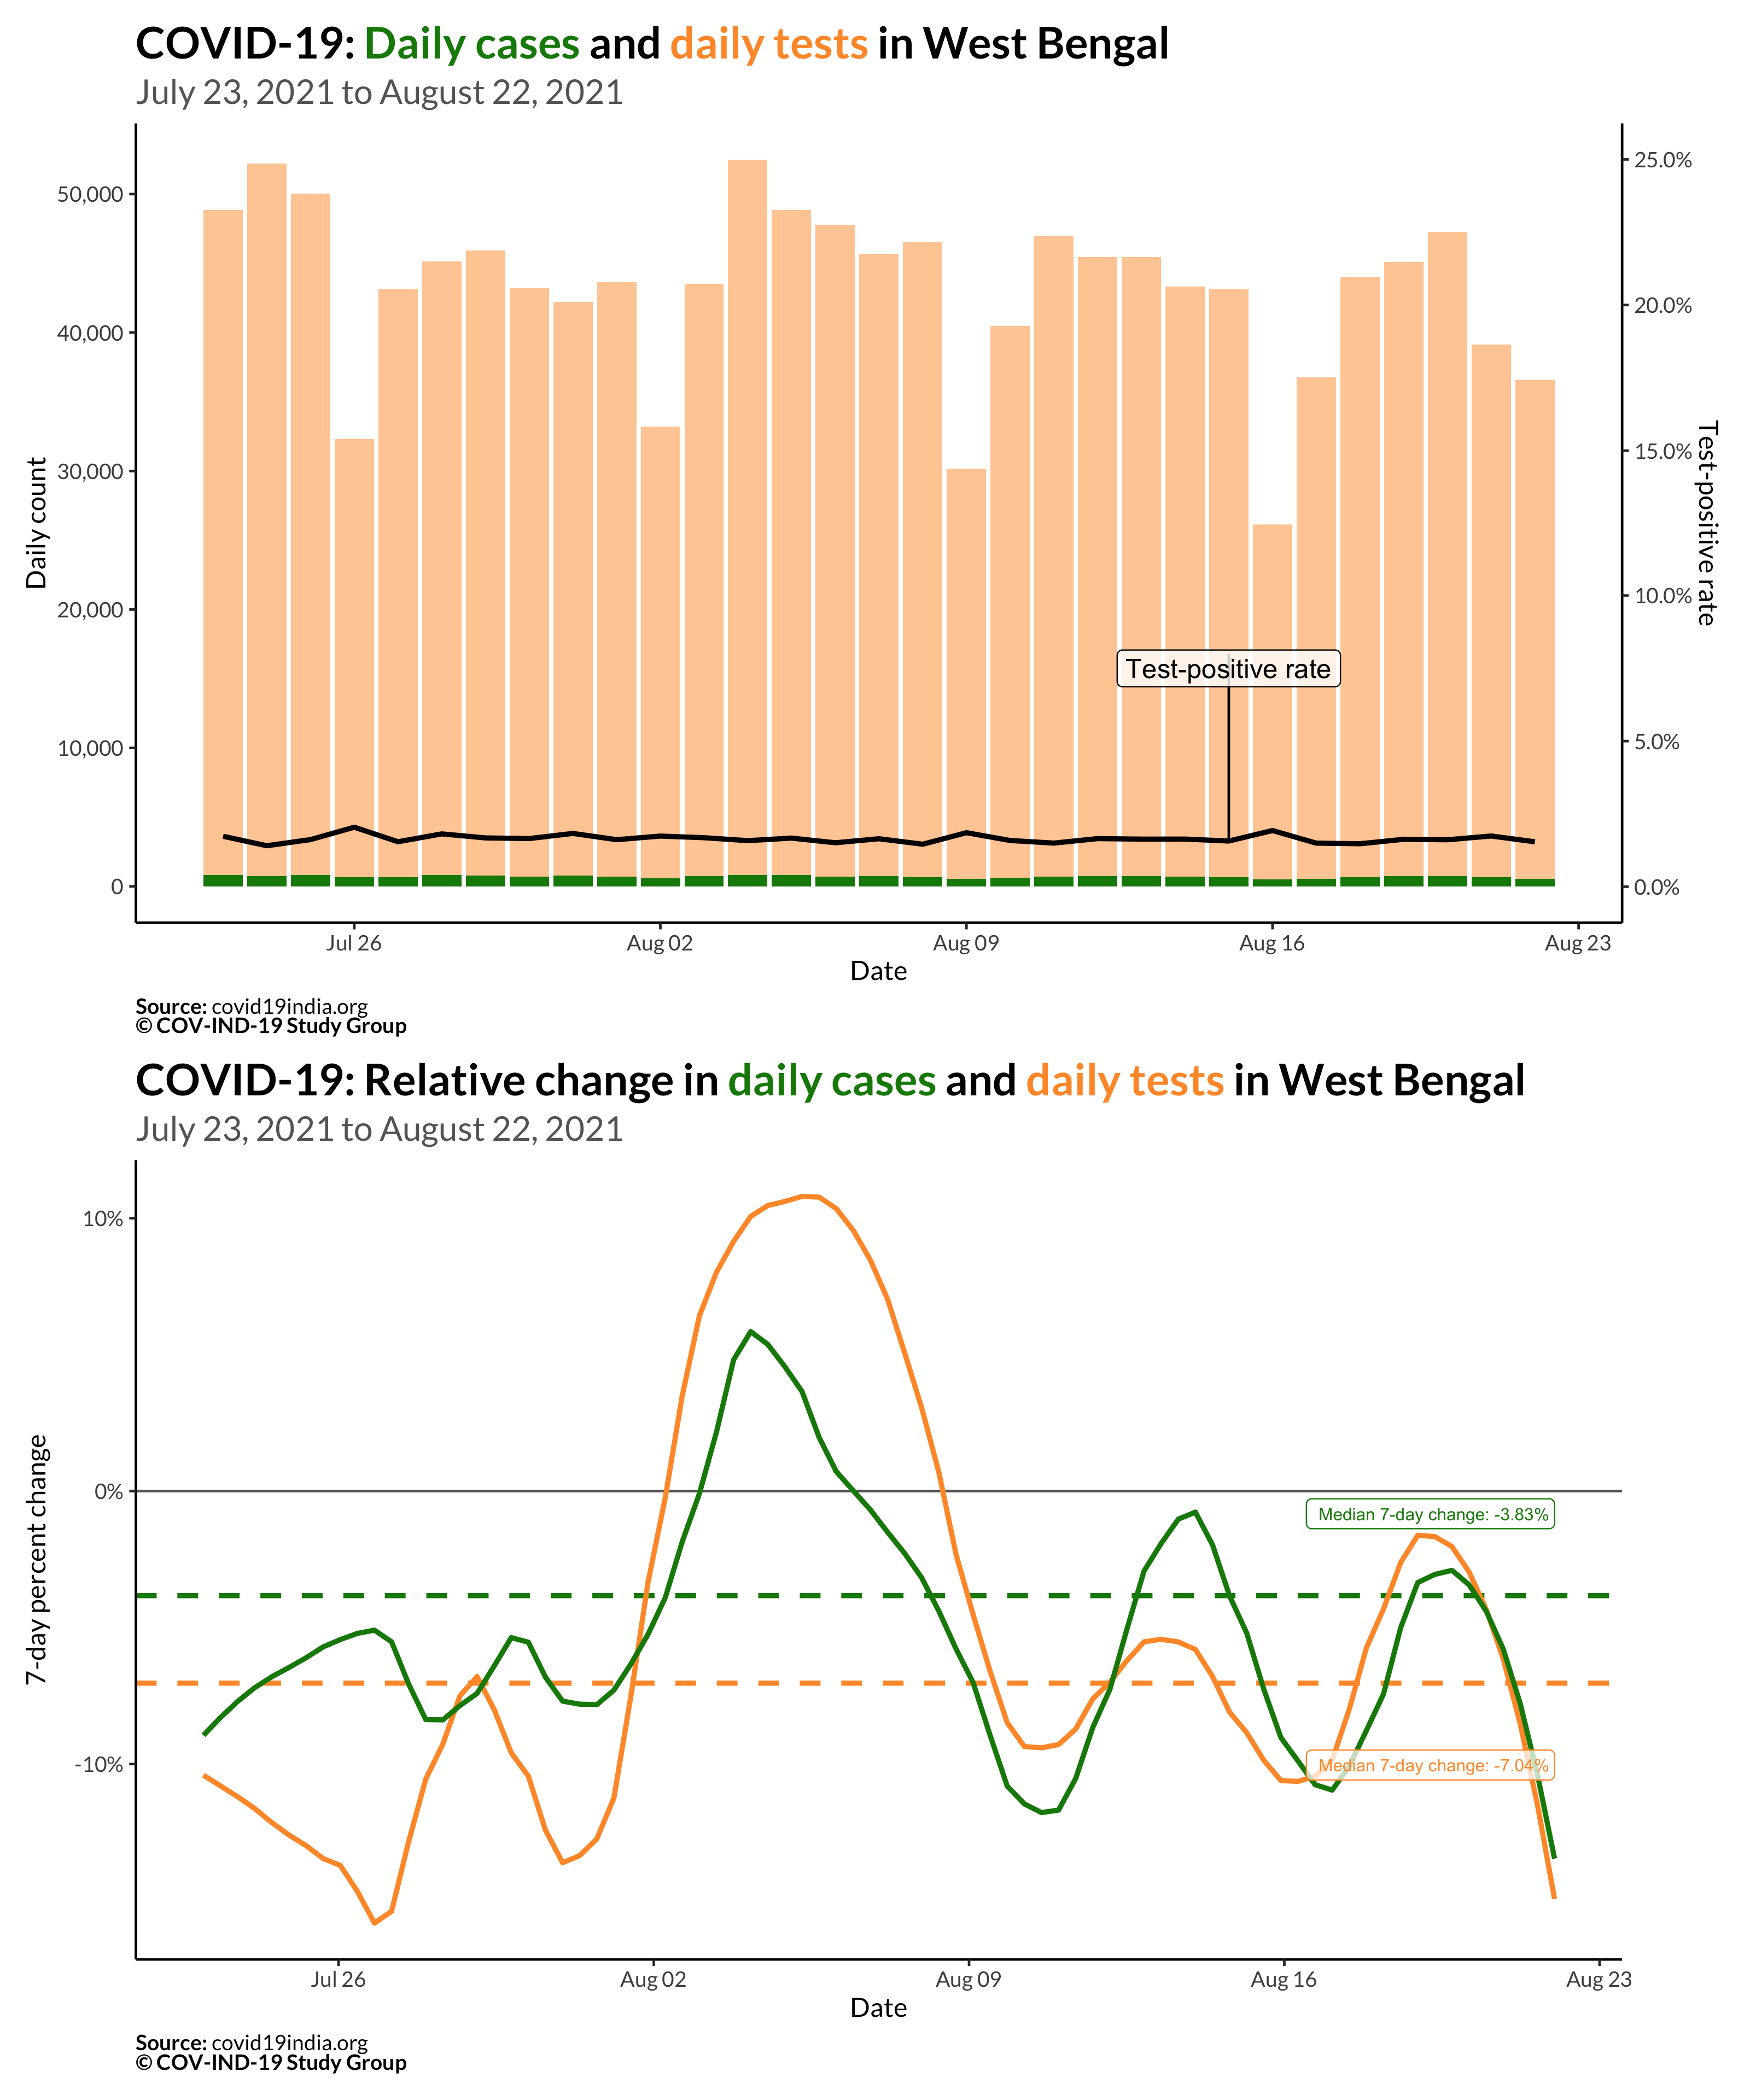 COVID-19: Daily cases and daily tests in West Bengal
July 23, 2021 to August 22, 2021
Daily count
50,000
40,000
30,000
20,000
10,000
0
25.0%
20.0%
15.0%
10.0%
5.0%
0.0%
Test-positive rate
Test-positive rate
Jul 26
Aug 02
Aug 09
Aug 16
Aug 23
Date
Source: covid19india.org
© COV-IND-19 Study Group
COVID-19: Relative change in daily cases and daily tests in West Bengal
July 23, 2021 to August 22, 2021
7-day percent change
10%
0%
-10%
Median 7-day change: -3.83%
Median 7-day change: -7.04%
Jul 26
Aug 02
Aug 09
Aug 16
Aug 23
Date
Source: covid19india.org
© COV-IND-19 Study Group